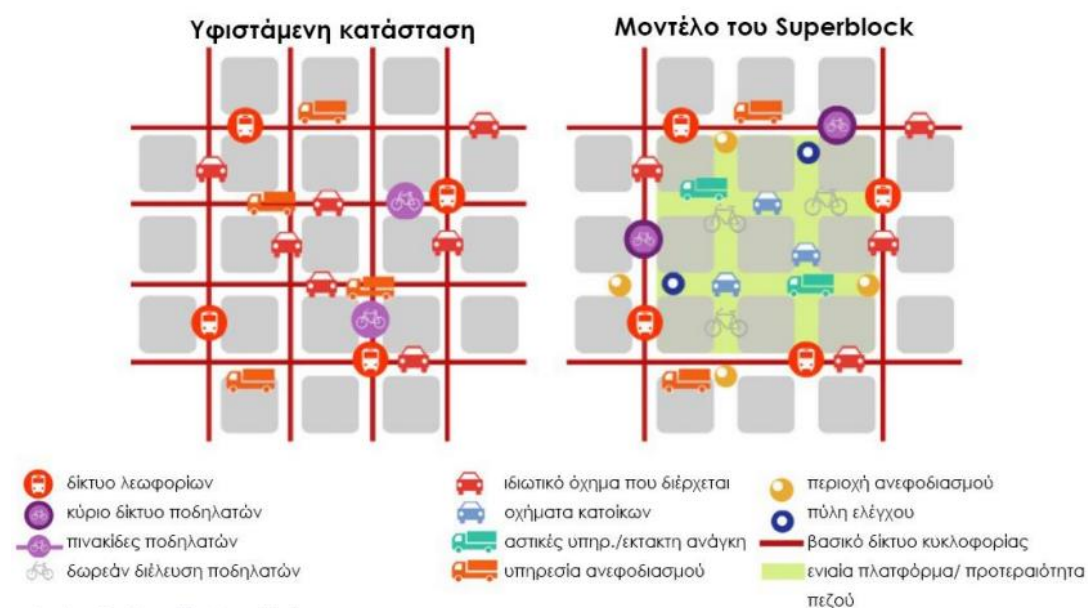 Υφιστάμενη κατάσταση
Μοντέλο του Superblock
δίκτυο λεωφορίων
κύριο δίκτυο ποδηλατών
πινακίδες ποδηλατών
δωρεάν διέλευση ποδηλατών
ιδιωτικό όχημα που διέρχεται
οχήματα κατοίκων
αστικές υπηρ./εκτακτη ανάγκη
υπηρεσία ανεφοδιασμού
περιοχή ανεφοδιασμού
πύλη ελέγχου
βασικό δίκτυο κυκλοφορίας
ενιαία πλατφόρμα/ προτεραιότητα
πεζού